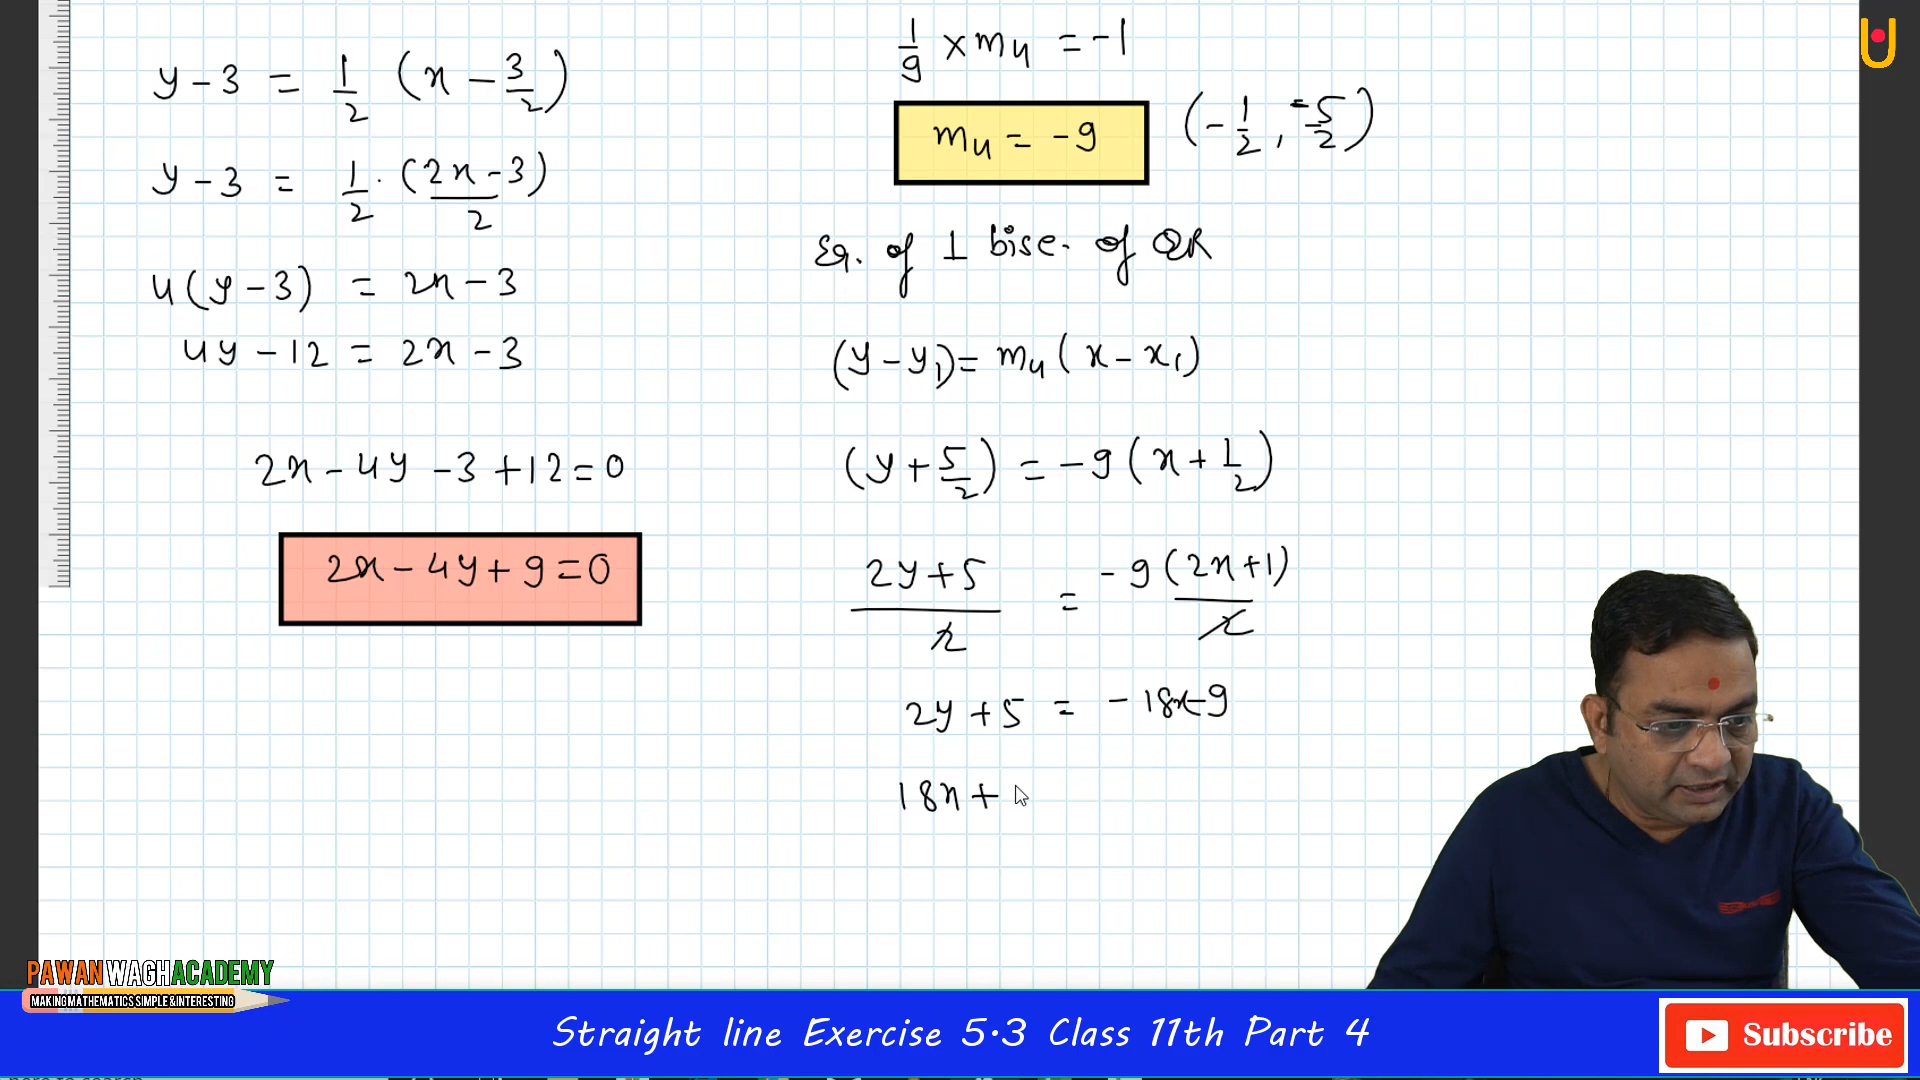 y - 3 = 1/2 (x - 3/2)
y - 3 = 1/2 · (2x - 3)/2
4(y - 3) = 2x - 3
4y - 12 = 2x - 3
2x - 4y - 3 + 12 = 0
2x - 4y + 9 = 0
1/9 × m4 = -1
m4 = -9
(-1/2, -5/2)
Eq. of ⊥ bise. of QR
(y - y1) = m4 (x - x1)
(y + 5/2) = -9 (x + 1/2)
(2y + 5)/2 = -9(2x + 1)/2
2y + 5 = -18x - 9
18x +
PAWAN WAGH ACADEMY
MAKING MATHEMATICS SIMPLE & INTERESTING
Straight line Exercise 5.3 Class 11th Part 4
Subscribe